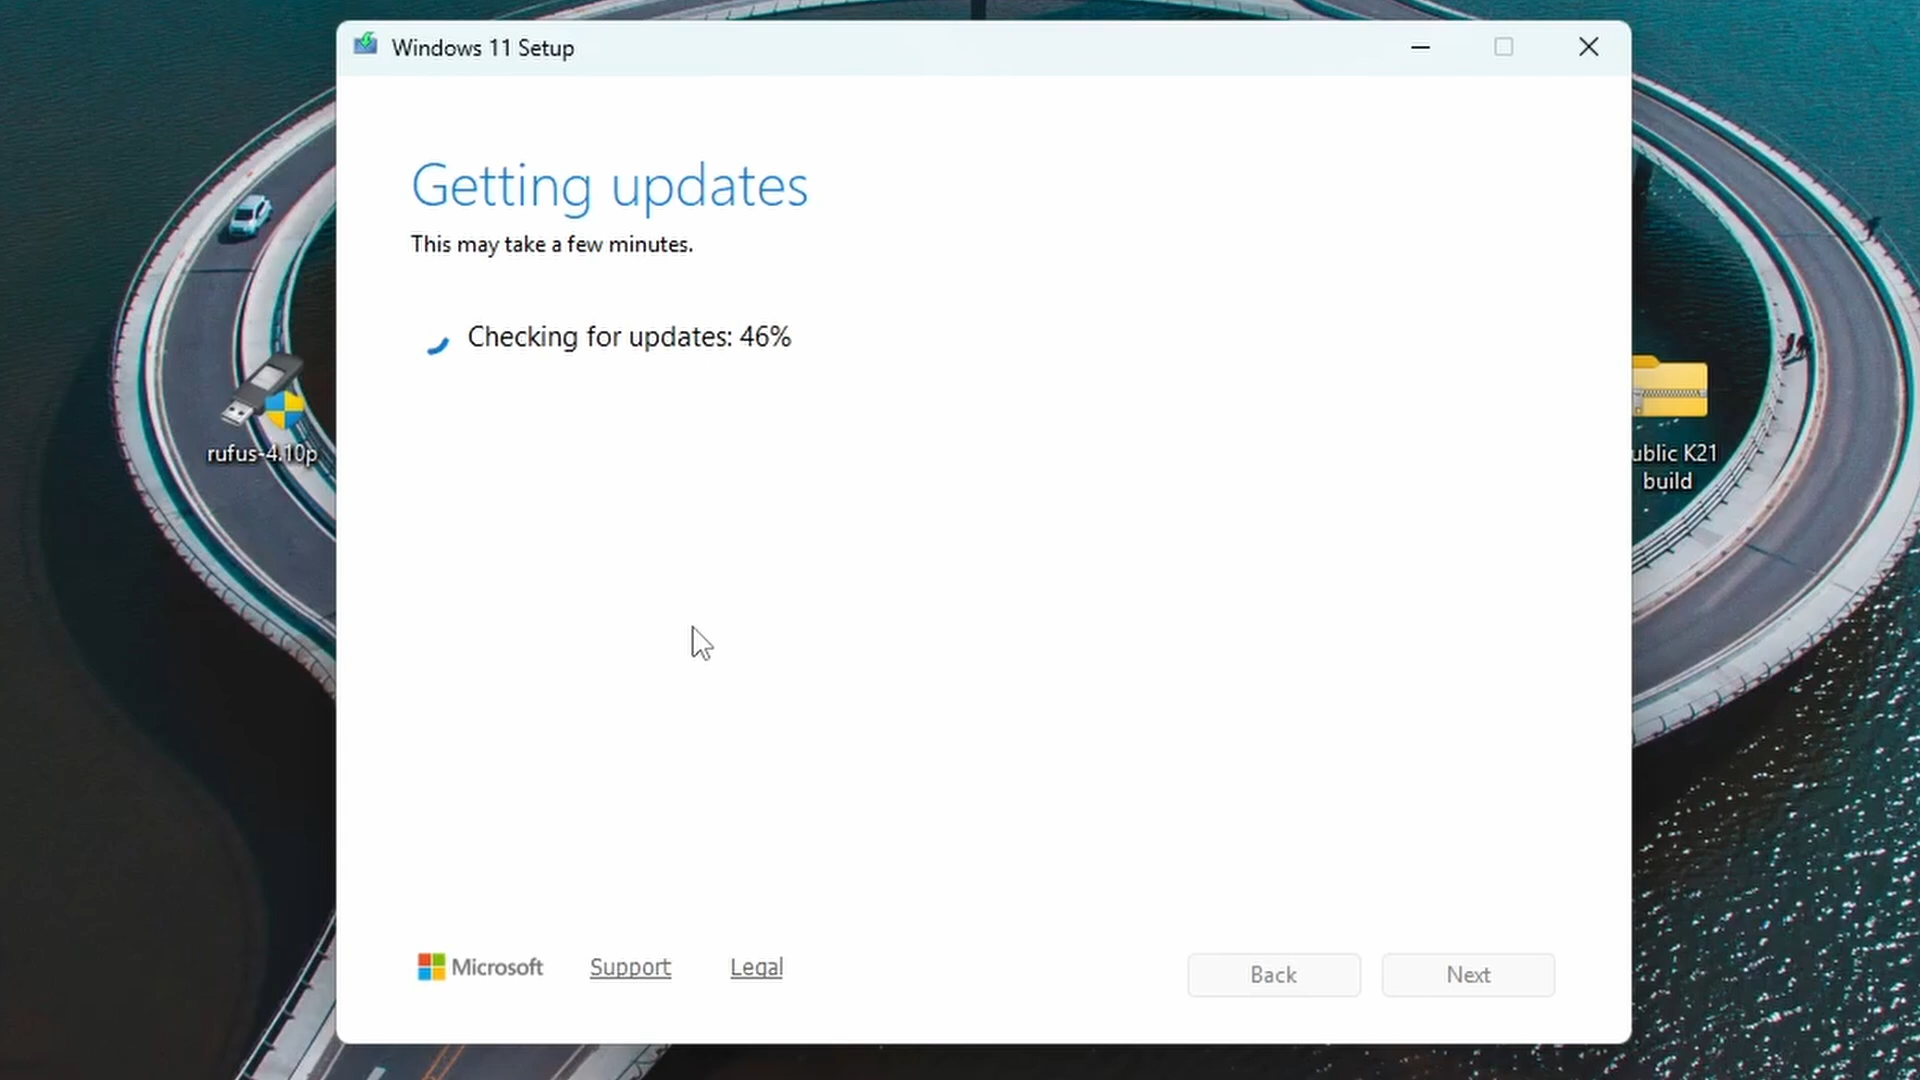 Windows 11 Setup
Getting updates
This may take a few minutes.
Checking for updates: 46%
rufus-4.10p
ublic K21
build
Microsoft
Support
Legal
Back
Next